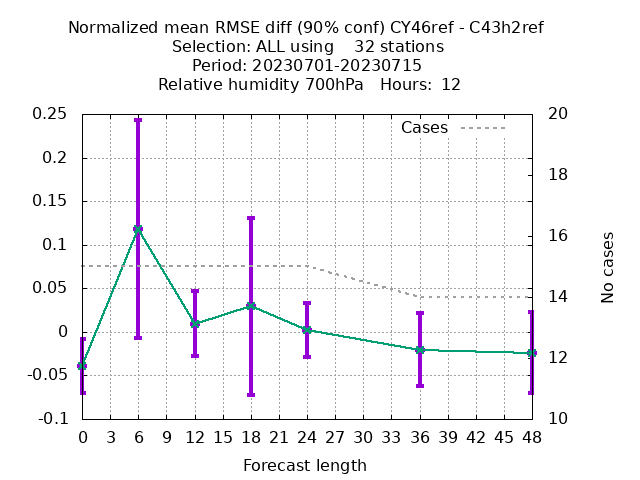 Normalized mean RMSE diff (90% conf) CY46ref - C43h2ref
Selection: ALL using    32 stations
Period: 20230701-20230715
Relative humidity 700hPa   Hours:  12
Cases
0.25
0.2
0.15
0.1
0.05
0
-0.05
-0.1
20
18
16
14
12
10
No cases
0 3 6 9 12 15 18 21 24 27 30 33 36 39 42 45 48
Forecast length